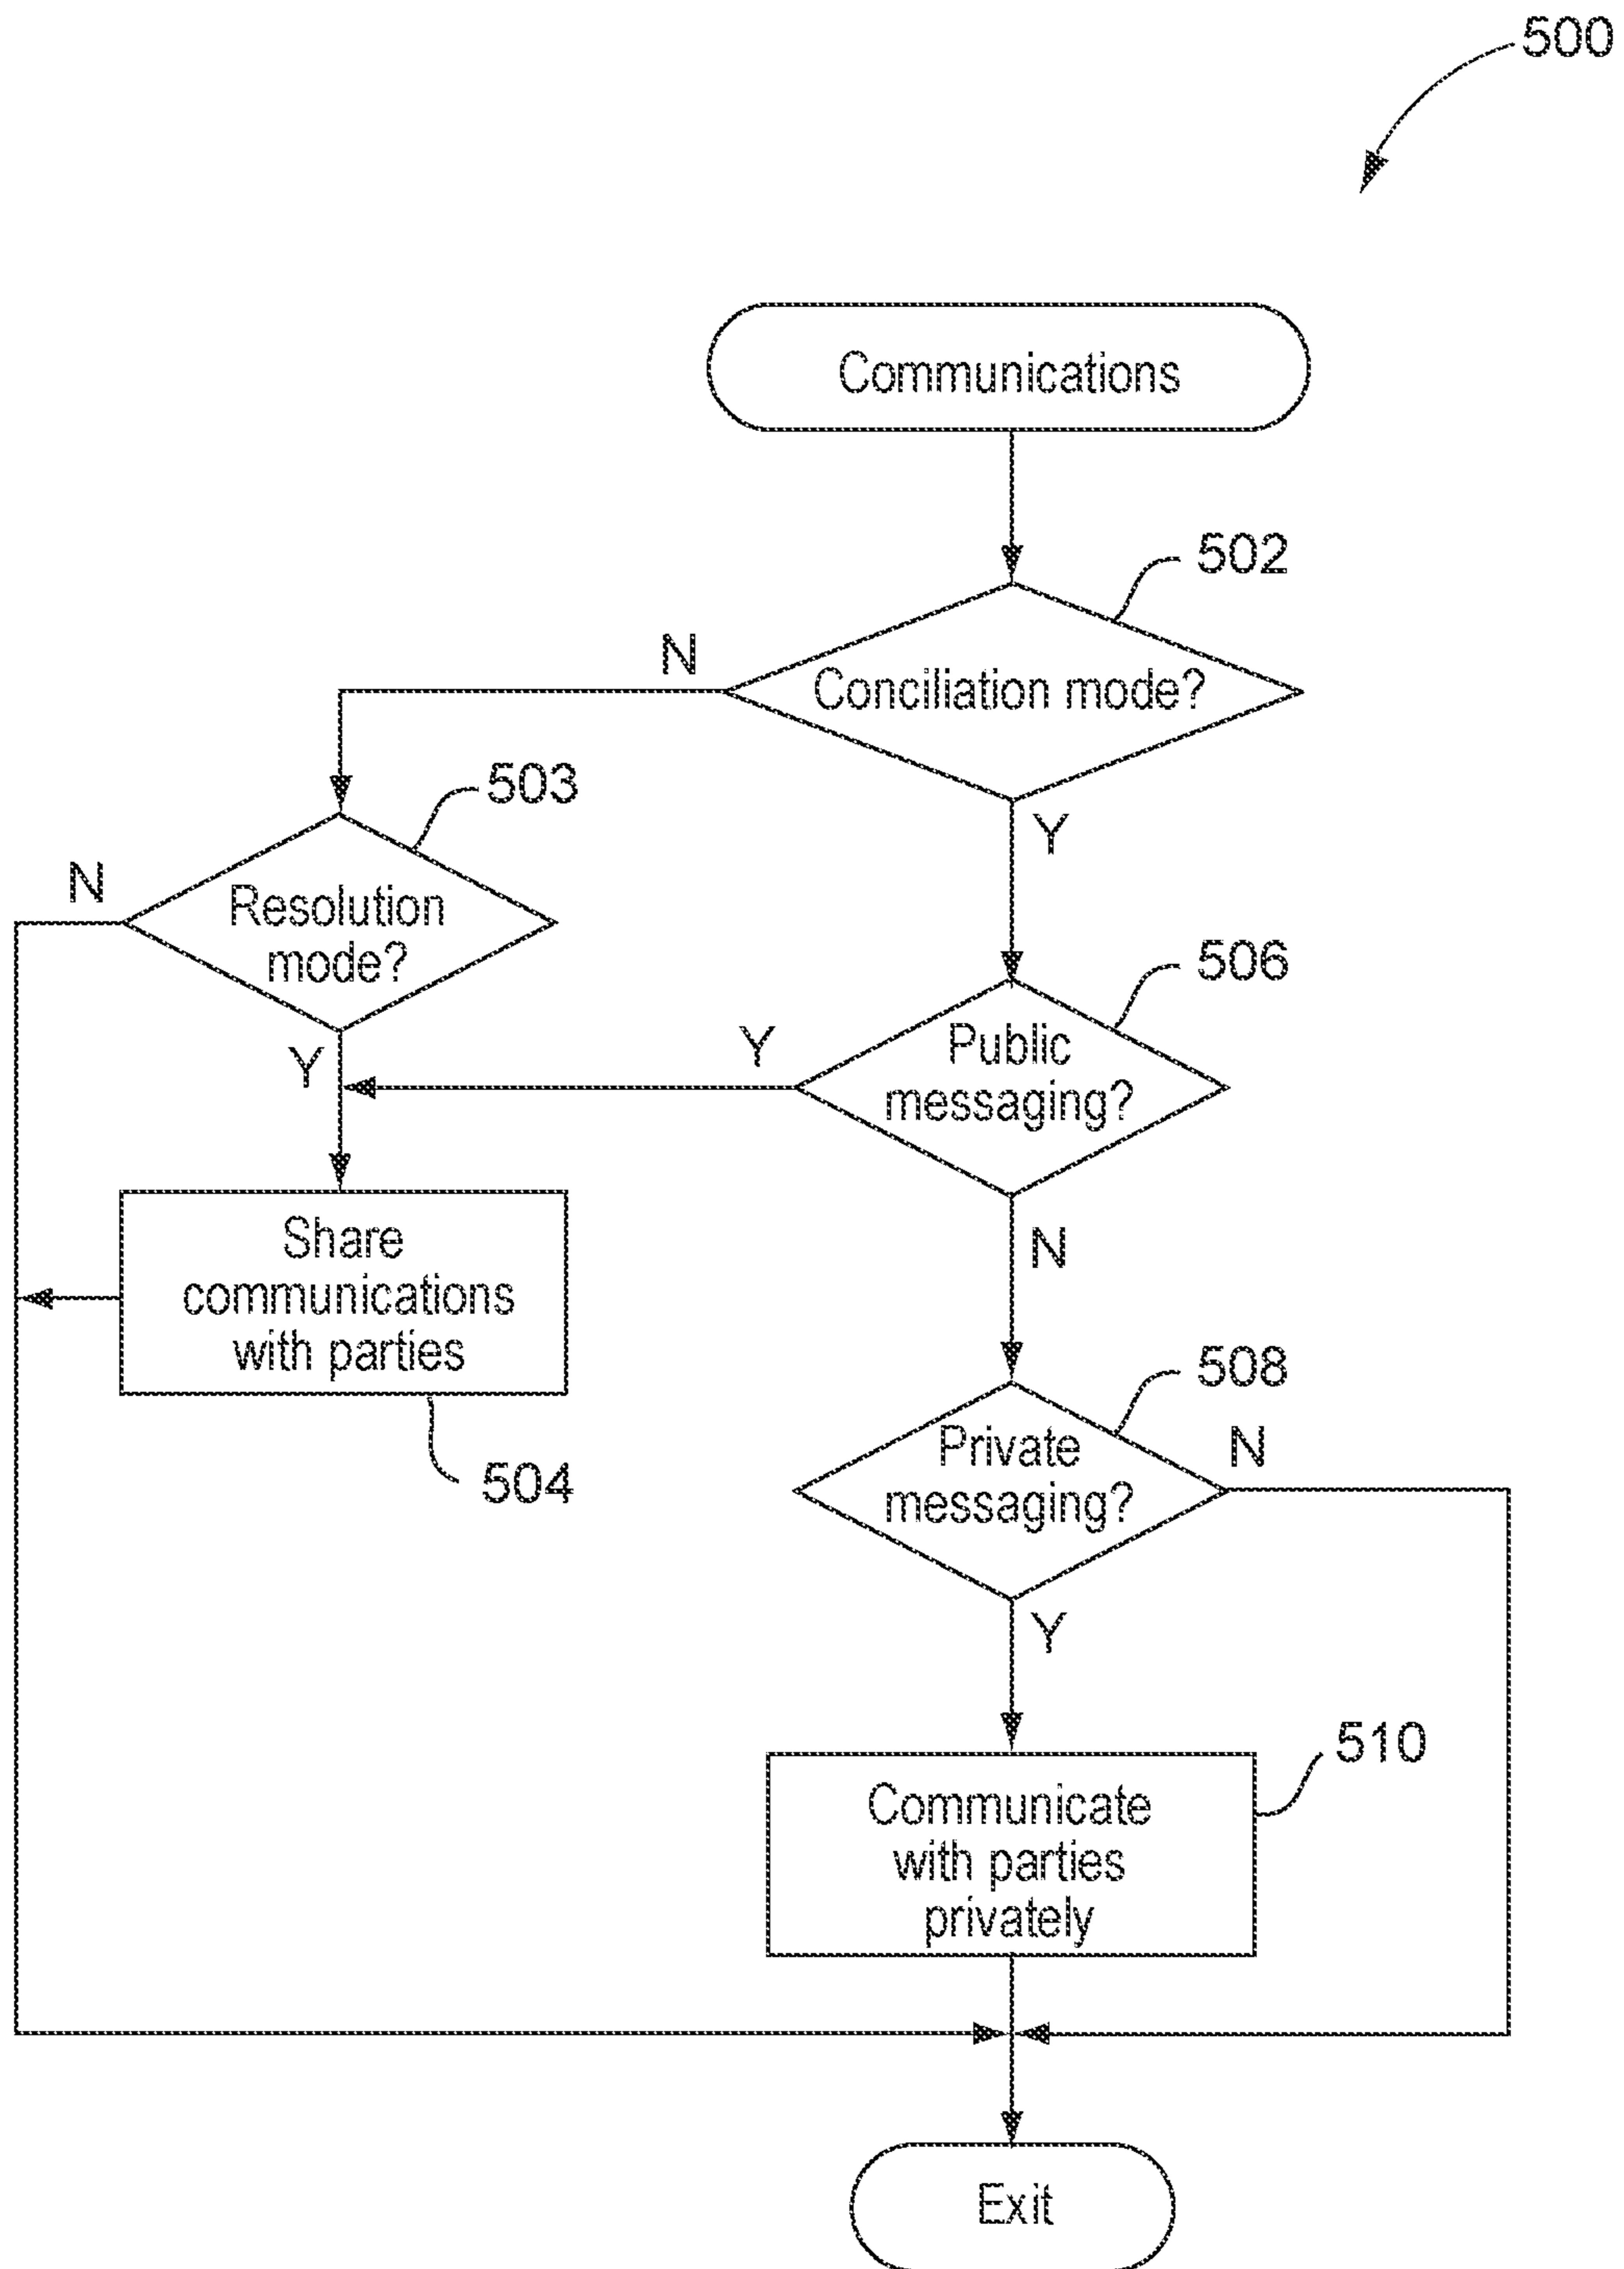 500
Communications
502
N
Conciliation mode?
Y
503
N
Resolution
mode?
Y
506
Y
Public
messaging?
N
Share
communications
with parties
504
508
Private
messaging?
N
Y
510
Communicate
with parties
privately
Exit